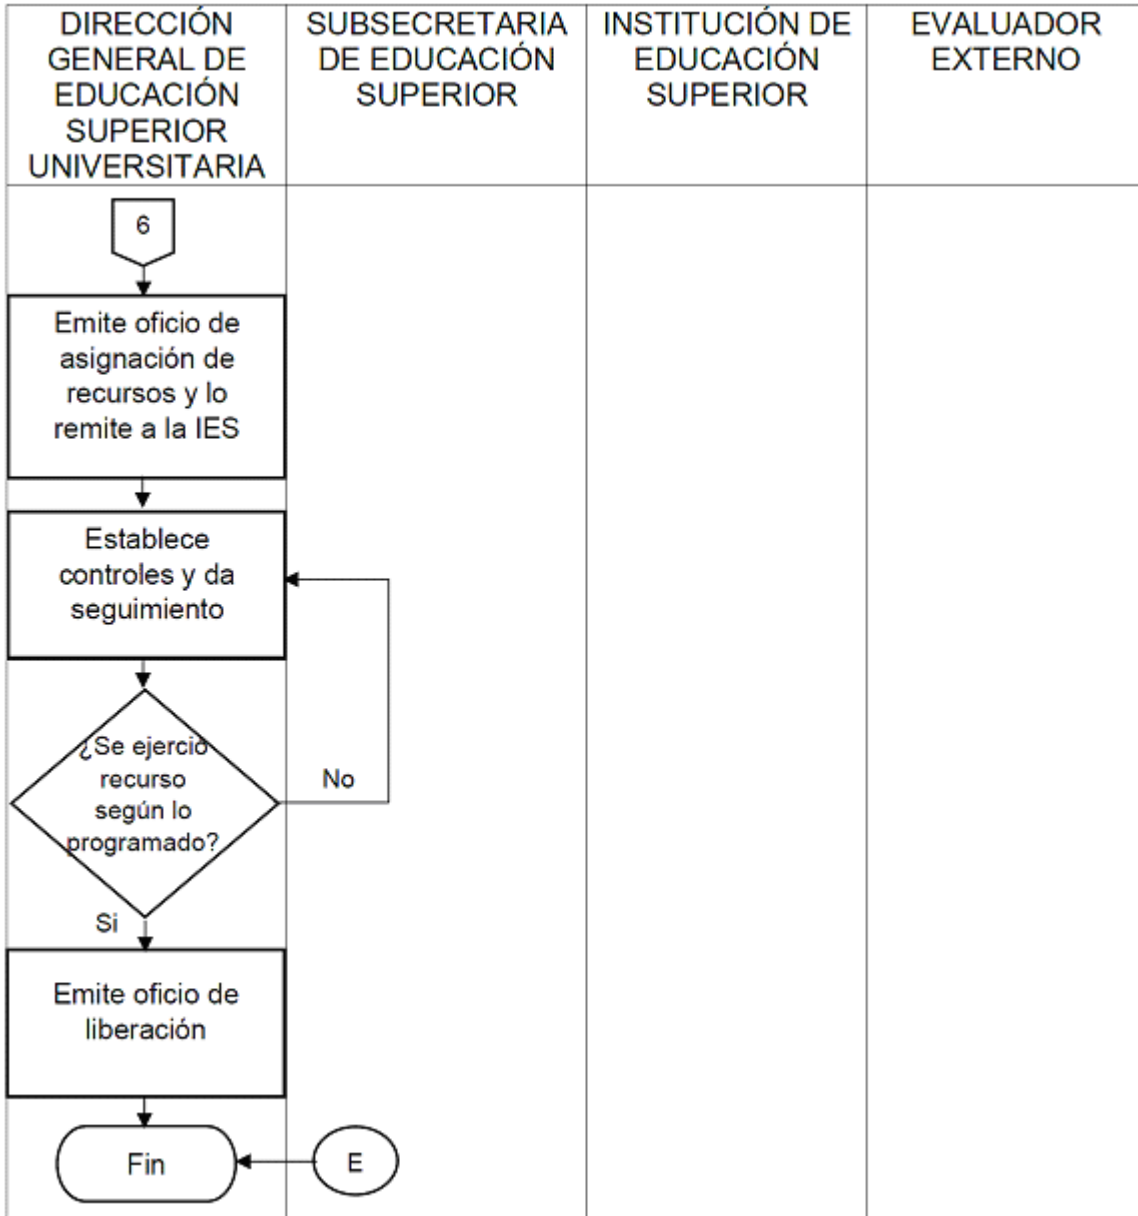 DIRECCIÓN
GENERAL DE
EDUCACIÓN
SUPERIOR
UNIVERSITARIA
SUBSECRETARIA
DE EDUCACIÓN
SUPERIOR
INSTITUCIÓN DE
EDUCACIÓN
SUPERIOR
EVALUADOR
EXTERNO
6
Emite oficio de
asignación de
recursos y lo
remite a la IES
Establece
controles y da
seguimiento
¿Se ejerció
recurso
según lo
programado?
No
Si
Emite oficio de
liberación
Fin
E